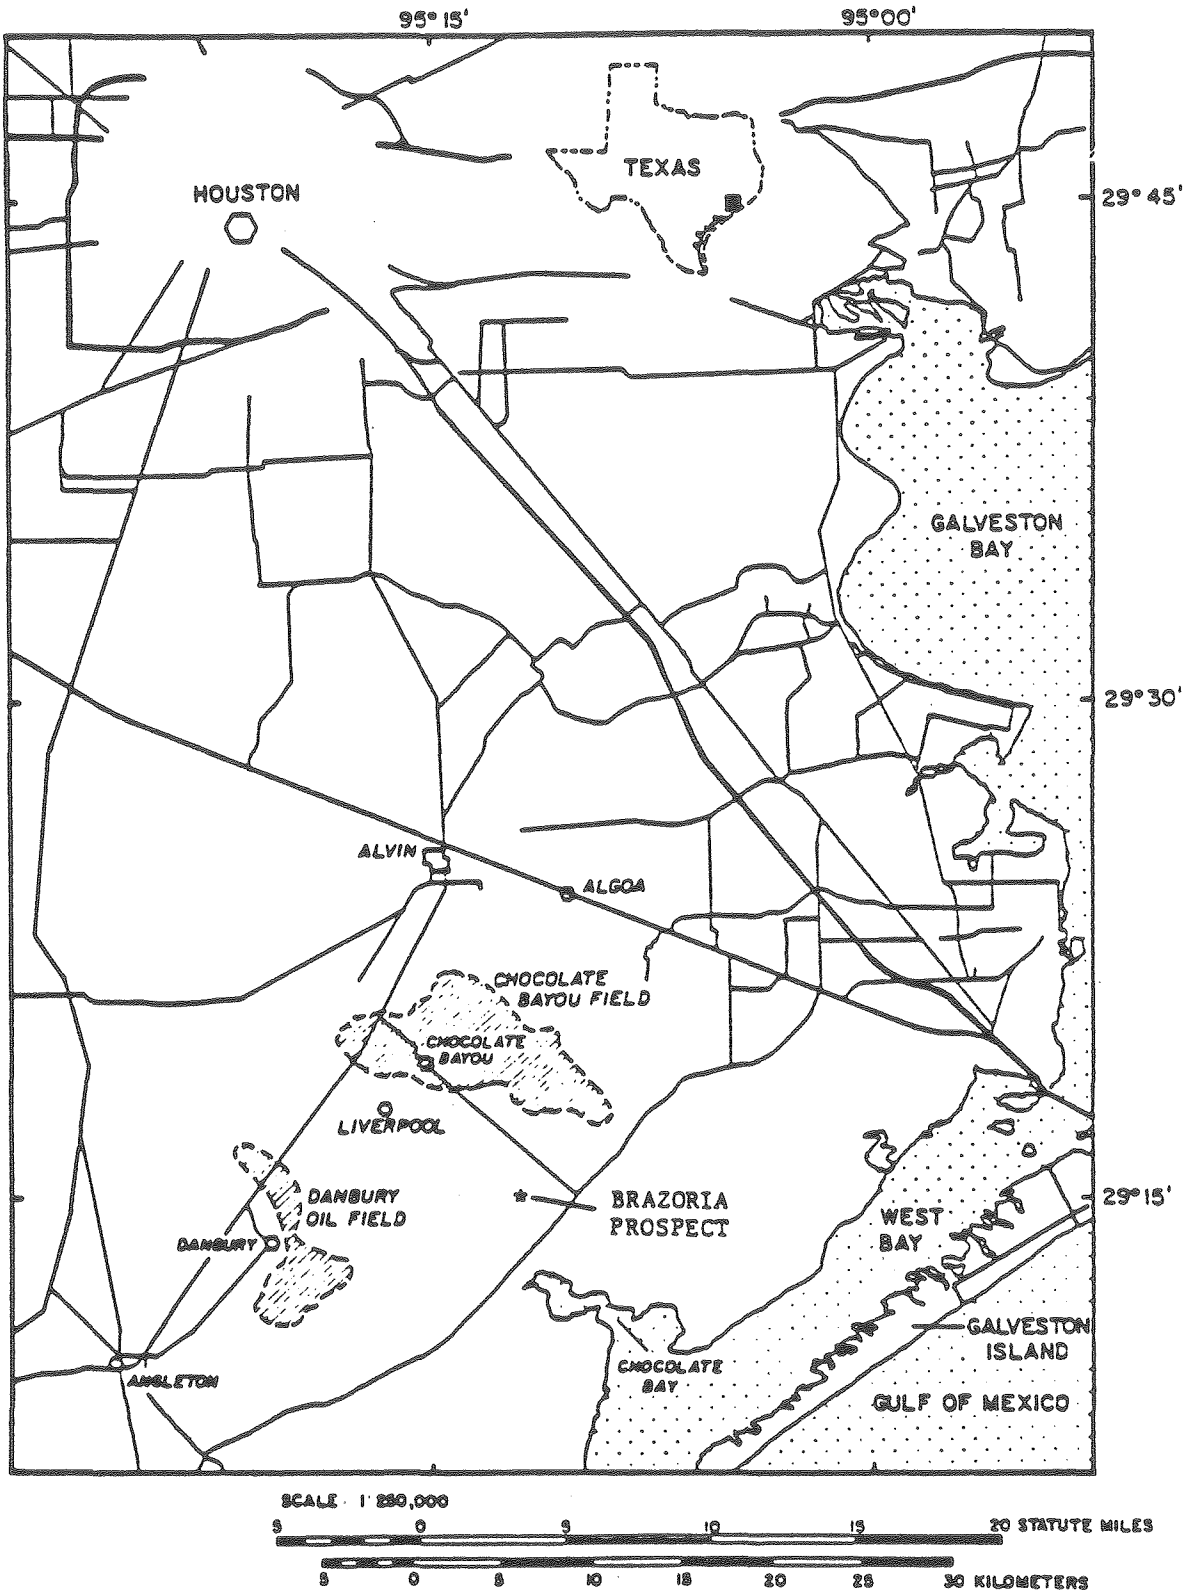 95° 15'
95° 00'
TEXAS
HOUSTON
29° 45'
GALVESTON
BAY
29° 30'
ALVIN
ALGOA
CHOCOLATE
BAYOU FIELD
CHOCOLATE
BAYOU
LIVERPOOL
DANBURY
OIL FIELD
BRAZORIA
PROSPECT
29° 15'
WEST
BAY
DANBURY
GALVESTON
ISLAND
CHOCOLATE
BAY
ANGLETON
GULF OF MEXICO
SCALE 1:250,000
5 0 5 10 15 20 STATUTE MILES
5 0 5 10 15 20 25 30 KILOMETERS